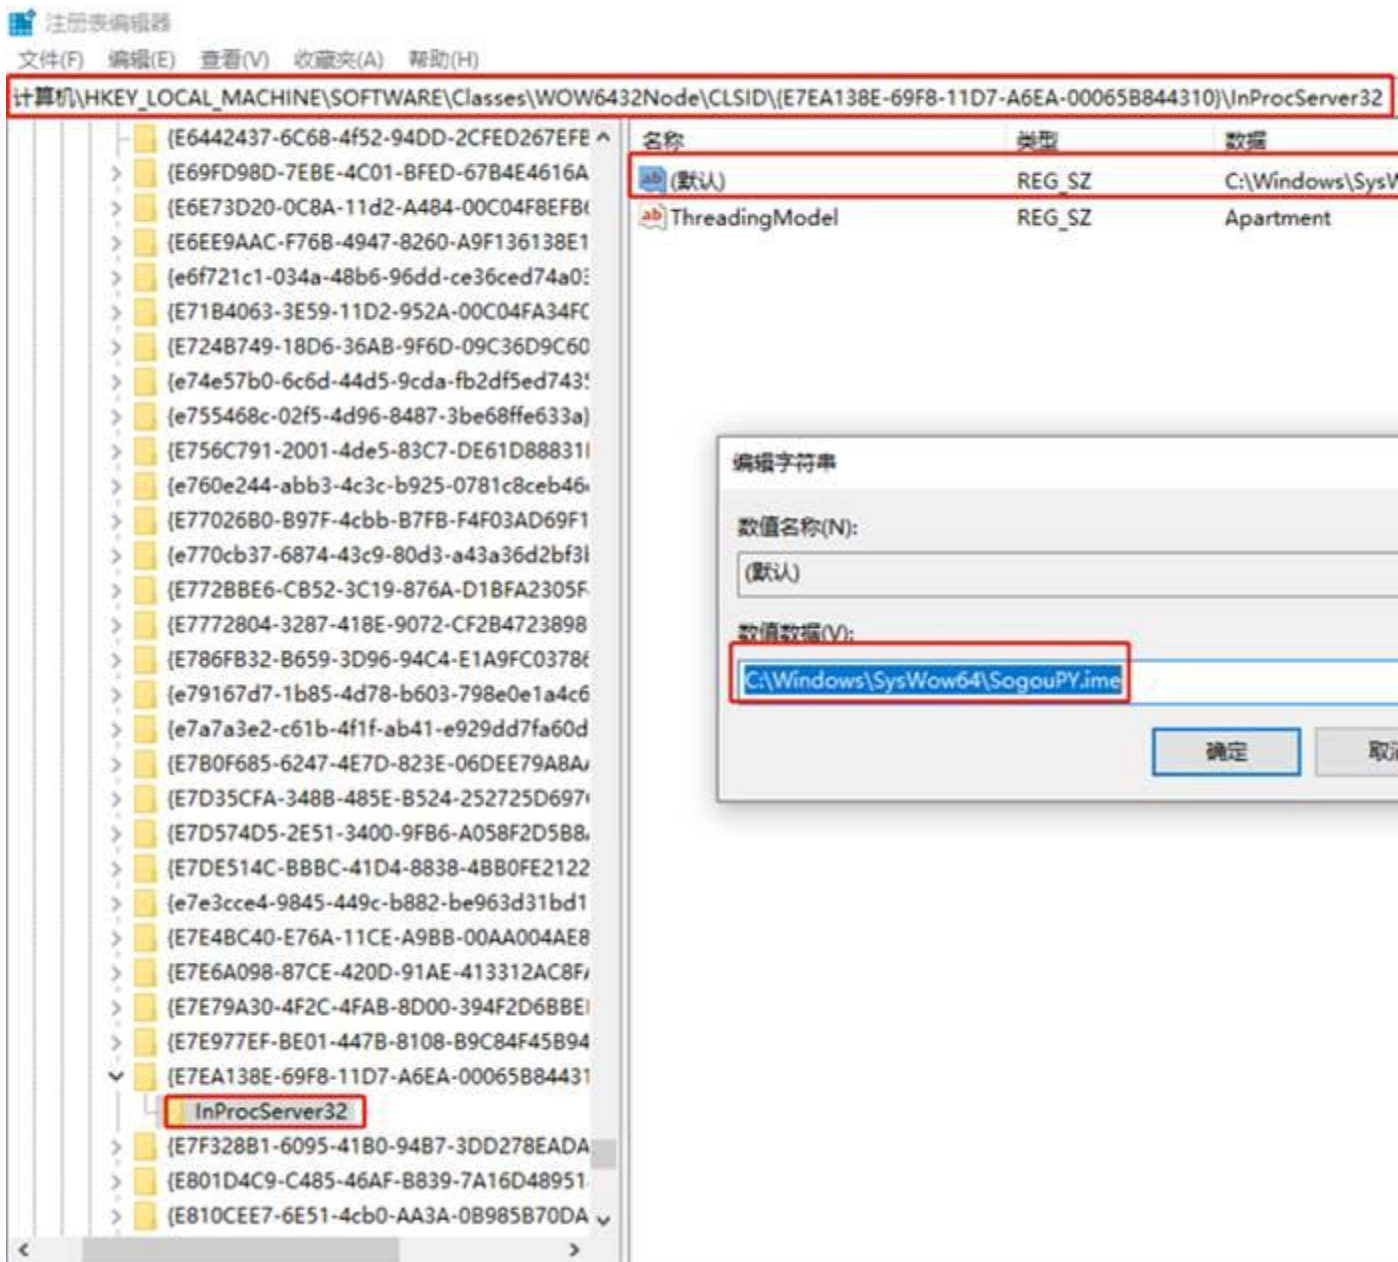 注册表编辑器
文件(F) 编辑(E) 查看(V) 收藏夹(A) 帮助(H)
计算机\HKEY_LOCAL_MACHINE\SOFTWARE\Classes\WOW6432Node\CLSID\{E7EA138E-69F8-11D7-A6EA-00065B844310}\InProcServer32
{E6442437-6C68-4f52-94DD-2CFED267EFB
{E69FD98D-7EBE-4C01-BFED-67B4E4616A
{E6E73D20-0C8A-11d2-A484-00C04F8EFB6
{E6EE9AAC-F76B-4947-8260-A9F136138E1
{e6f721c1-034a-48b6-96dd-ce36ced74a03
{E71B4063-3E59-11D2-952A-00C04FA34F0
{E724B749-18D6-36AB-9F6D-09C36D9C60
{e74e57b0-6c6d-44d5-9cda-fb2df5ed7435
{e755468c-02f5-4d96-8487-3be68ffe633a}
{E756C791-2001-4de5-83C7-DE61D88831
{e760e244-abb3-4c3c-b925-0781c8ceb46
{E77026B0-B97F-4cbb-B7FB-F4F03AD69F1
{e770cb37-6874-43c9-80d3-a43a36d2bf3
{E772BBE6-CB52-3C19-876A-D1BFA2305F
{E7772804-3287-418E-9072-CF2B4723898
{E786FB32-B659-3D96-94C4-E1A9FC03786
{e79167d7-1b85-4d78-b603-798e0e1a4c6
{e7a7a3e2-c61b-4f1f-ab41-e929dd7fa60d
{E7B0F685-6247-4E7D-823E-06DEE79A8A
{E7D35CFA-348B-485E-B524-252725D697
{E7D574D5-2E51-3400-9FB6-A058F2D5B8
{E7DE514C-BBBC-41D4-8838-4BB0FE2122
{e7e3cce4-9845-449c-b882-be963d31bd1
{E7E4BC40-E76A-11CE-A9BB-00AA004AE8
{E7E6A098-87CE-420D-91AE-413312AC8F
{E7E79A30-4F2C-4FAB-8D00-394F2D6BBE
{E7E977EF-BE01-447B-8108-B9C84F45B94
{E7EA138E-69F8-11D7-A6EA-00065B84431
InProcServer32
{E7F328B1-6095-41B0-94B7-3DD278EADA
{E801D4C9-C485-46AF-B839-7A16D48951
{E810CEE7-6E51-4cb0-AA3A-0B985B70DA
名称 类型 数据
(默认) REG_SZ C:\Windows\SysW
ThreadingModel REG_SZ Apartment
编辑字符串
数值名称(N):
(默认)
数值数据(V):
C:\Windows\SysWow64\SogouPY.ime
确定 取消